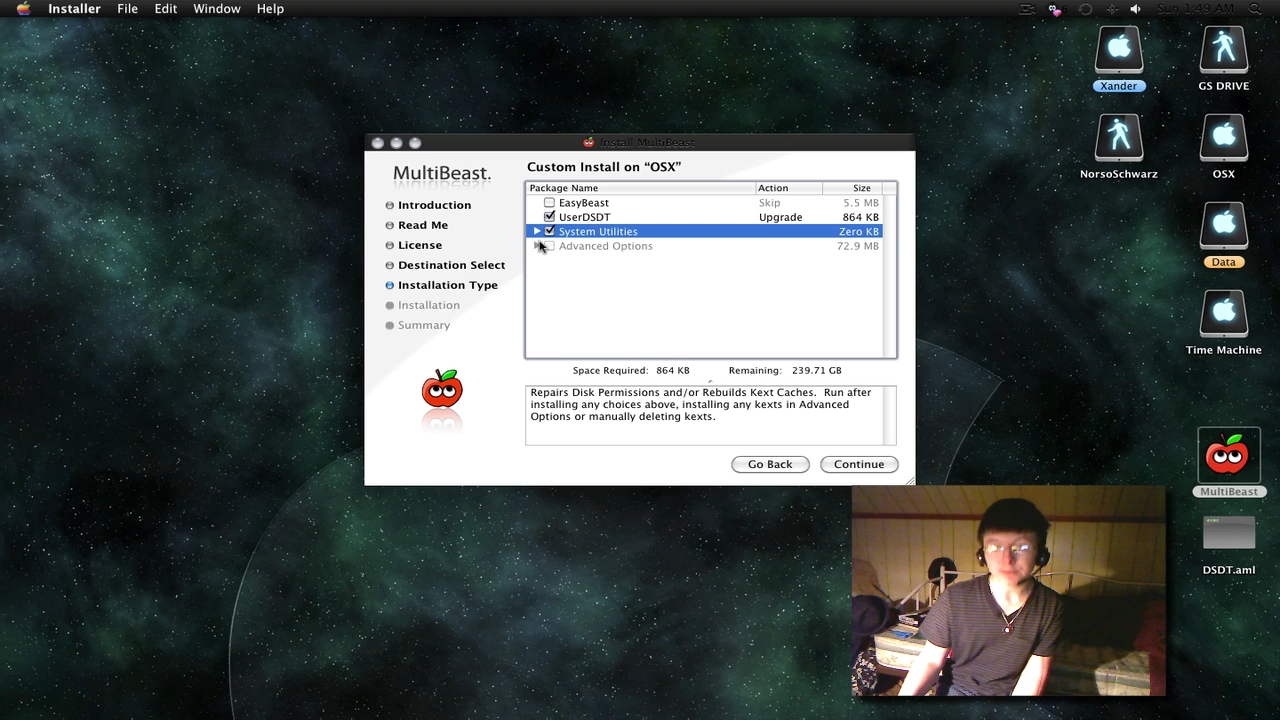 Installer File Edit Window Help Sun 1:49 AM
Xander
GS DRIVE
NorsoSchwarz
OSX
Data
Time Machine
MultiBeast
DSDT.aml
Install MultiBeast
MultiBeast.
Introduction
Read Me
License
Destination Select
Installation Type
Installation
Summary
Custom Install on “OSX”
Package Name Action Size
EasyBeast Skip 5.5 MB
UserDSDT Upgrade 864 KB
System Utilities Zero KB
Advanced Options 72.9 MB
Space Required: 864 KB Remaining: 239.71 GB
Repairs Disk Permissions and/or Rebuilds Kext Caches. Run after
installing any choices above, installing any kexts in Advanced
Options or manually deleting kexts.
Go Back Continue